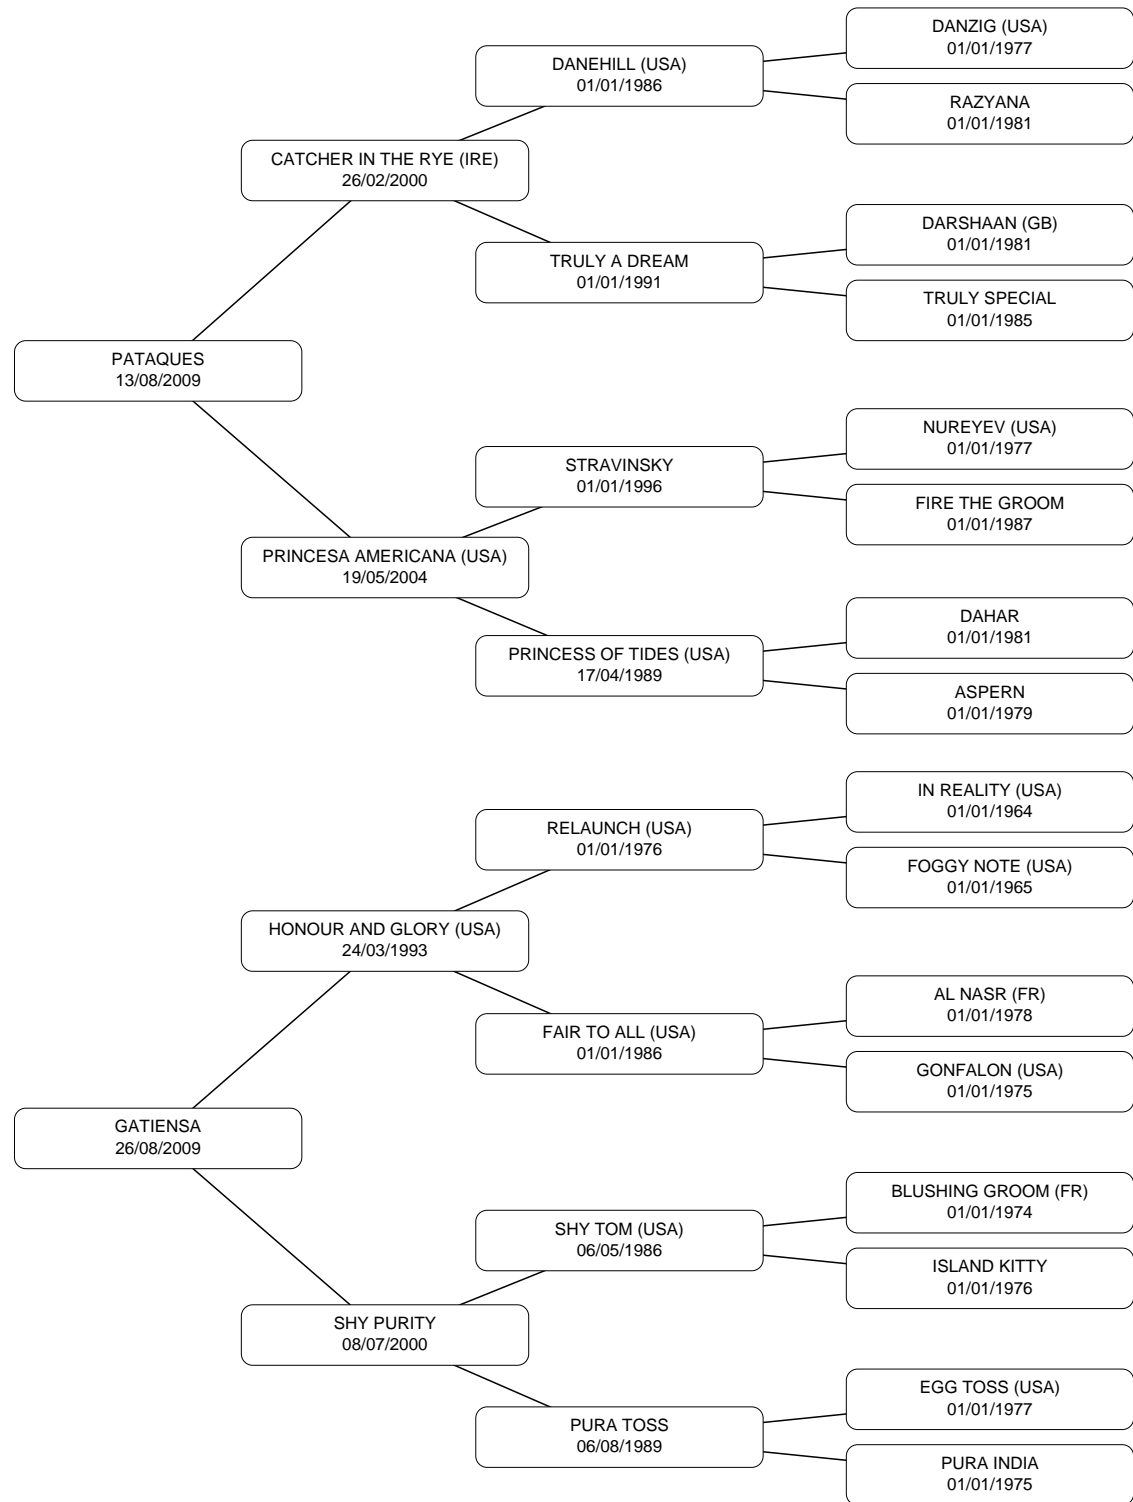 DANZIG (USA)
01/01/1977
DANEHILL (USA)
01/01/1986
RAZYANA
01/01/1981
CATCHER IN THE RYE (IRE)
26/02/2000
DARSHAAN (GB)
01/01/1981
TRULY A DREAM
01/01/1991
TRULY SPECIAL
01/01/1985
PATAQUES
13/08/2009
NUREYEV (USA)
01/01/1977
STRAVINSKY
01/01/1996
FIRE THE GROOM
01/01/1987
PRINCESA AMERICANA (USA)
19/05/2004
DAHAR
01/01/1981
PRINCESS OF TIDES (USA)
17/04/1989
ASPERN
01/01/1979
IN REALITY (USA)
01/01/1964
RELAUNCH (USA)
01/01/1976
FOGGY NOTE (USA)
01/01/1965
HONOUR AND GLORY (USA)
24/03/1993
AL NASR (FR)
01/01/1978
FAIR TO ALL (USA)
01/01/1986
GONFALON (USA)
01/01/1975
GATIENSA
26/08/2009
BLUSHING GROOM (FR)
01/01/1974
SHY TOM (USA)
06/05/1986
ISLAND KITTY
01/01/1976
SHY PURITY
08/07/2000
EGG TOSS (USA)
01/01/1977
PURA TOSS
06/08/1989
PURA INDIA
01/01/1975